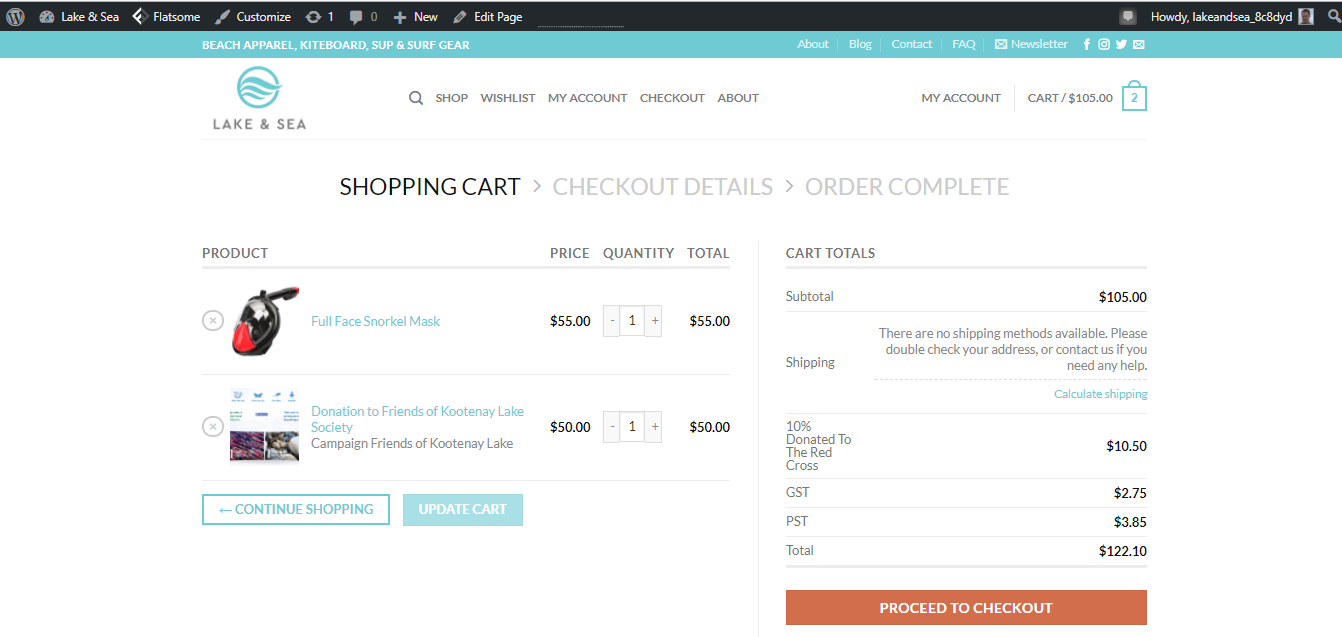 Lake & Sea Flatsome Customize 1 0 New Edit Page Howdy, lakeandsea_8c8dyd
BEACH APPAREL, KITEBOARD, SUP & SURF GEAR About Blog Contact FAQ Newsletter
LAKE & SEA
SHOP WISHLIST MY ACCOUNT CHECKOUT ABOUT MY ACCOUNT CART / $105.00 2
SHOPPING CART > CHECKOUT DETAILS > ORDER COMPLETE
PRODUCT PRICE QUANTITY TOTAL
× Full Face Snorkel Mask $55.00 - 1 + $55.00
Donation to Friends of Kootenay Lake
Society
Campaign Friends of Kootenay Lake
× $50.00 - 1 + $50.00
← CONTINUE SHOPPING UPDATE CART
CART TOTALS
Subtotal $105.00
Shipping
There are no shipping methods available. Please
double check your address, or contact us if you
need any help.
Calculate shipping
10%
Donated To
The Red
Cross
$10.50
GST $2.75
PST $3.85
Total $122.10
PROCEED TO CHECKOUT